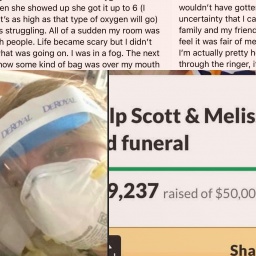 en she showed up she got it up to 6 (I
t's as high as that type of oxygen will go)
s struggling. All of a sudden my room was
h people. Life became scary but I didn't
what was going on. I was in a fog. The next
now some kind of bag was over my mouth
wouldn't have gotte
uncertainty that I ca
family and my frien
feel it was fair of me
I'm actually pretty h
through the ringer, i
DEROYAL
DEROYAL
lp Scott & Melis
d funeral
9,237 raised of $50,00
Sha